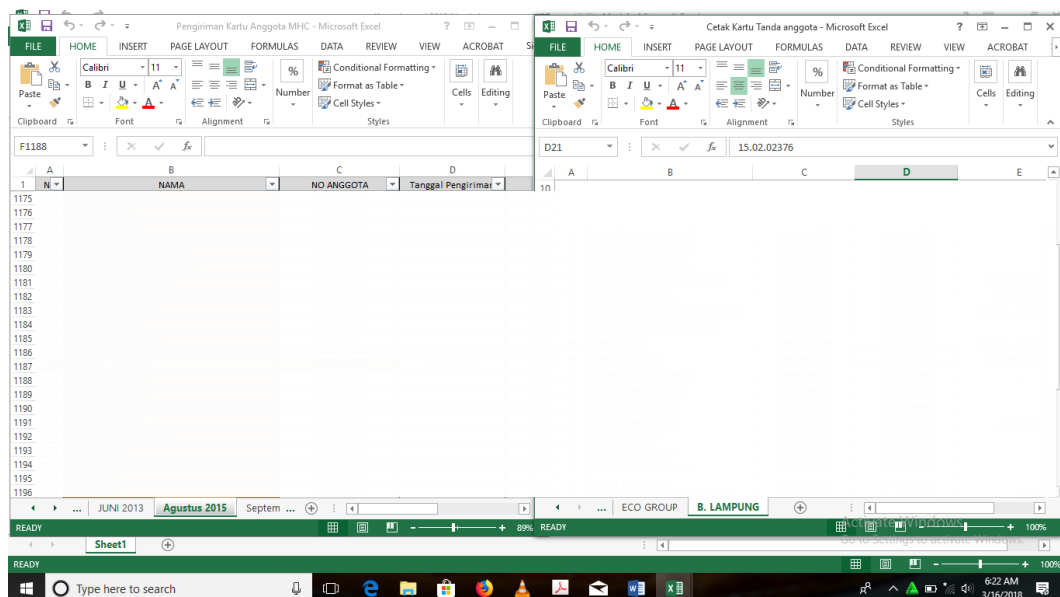 Pengiriman Kartu Anggota MHC - Microsoft Excel
FILE HOME INSERT PAGE LAYOUT FORMULAS DATA REVIEW VIEW ACROBAT
Paste
Calibri 11
B I U A A
% Number
Conditional Formatting
Format as Table
Cell Styles
Cells Editing
Clipboard Font Alignment Styles
F1188 fx
A B C D
1 N NAMA NO ANGGOTA Tanggal Pengiriman
1175
1176
1177
1178
1179
1180
1181
1182
1183
1184
1185
1186
1187
1188
1189
1190
1191
1192
1193
1194
1195
1196
... JUNI 2013 Agustus 2015 Septem ...
READY 89%
Cetak Kartu Tanda anggota - Microsoft Excel
FILE HOME INSERT PAGE LAYOUT FORMULAS DATA REVIEW VIEW ACROBAT
Paste
Calibri 11
B I U A A
% Number
Conditional Formatting
Format as Table
Cell Styles
Cells Editing
Clipboard Font Alignment Styles
D21 fx 15.02.02376
A B C D E
10
... ECO GROUP B. LAMPUNG
READY 100%
Activate Windows
Go to Settings to activate Windows.
Sheet1
READY 100%
Type here to search
6:22 AM
3/16/2018